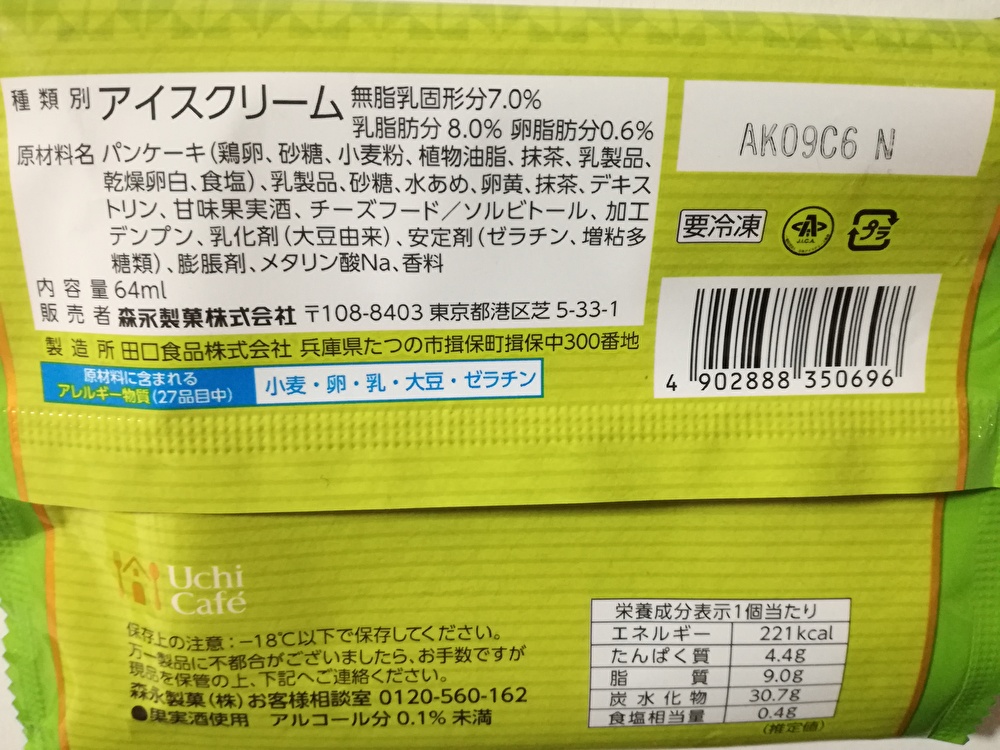 種類別 アイスクリーム 無脂乳固形分7.0%
乳脂肪分 8.0% 卵脂肪分0.6%
原材料名 パンケーキ(鶏卵、砂糖、小麦粉、植物油脂、抹茶、乳製品、
乾燥卵白、食塩)、乳製品、砂糖、水あめ、卵黄、抹茶、デキス
トリン、甘味果実酒、チーズフード/ソルビトール、加工
デンプン、乳化剤(大豆由来)、安定剤(ゼラチン、増粘多
糖類)、膨脹剤、メタリン酸Na、香料
内容量 64ml
販売者 森永製菓株式会社 〒108-8403 東京都港区芝 5-33-1
製造所 田口食品株式会社 兵庫県たつの市揖保町揖保中300番地
原材料に含まれる
アレルギー物質(27品目中)
小麦・卵・乳・大豆・ゼラチン
AK09C6 N
要冷凍
J.I.C.A.
プラ
4 902888 350696
Uchi
Café
保存上の注意:−18℃以下で保存してください。
万一製品に不都合がございましたら、お手数ですが
現品を保管の上、下記へご連絡ください。
森永製菓(株)お客様相談室 0120-560-162
●果実酒使用 アルコール分 0.1% 未満
栄養成分表示1個当たり
エネルギー 221kcal
たんぱく質 4.4g
脂質 9.0g
炭水化物 30.7g
食塩相当量 0.4g
(推定値)